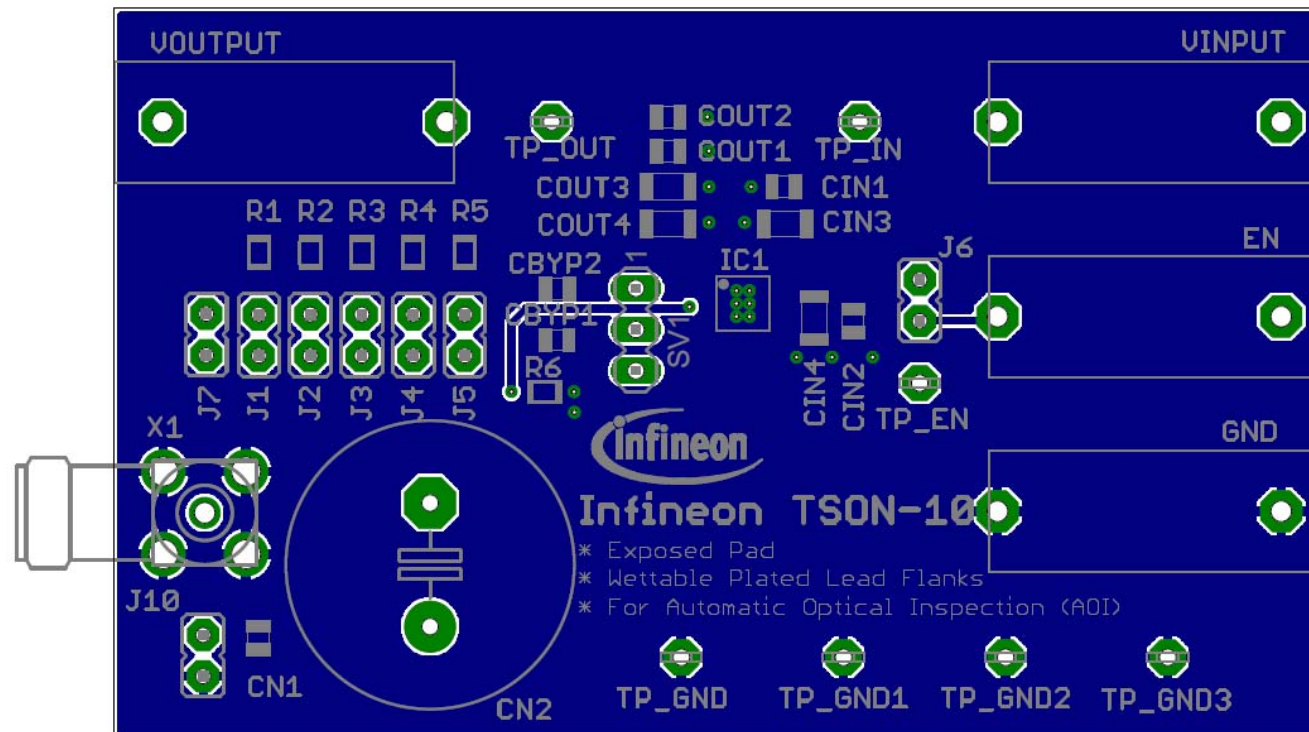 VOUTPUT
VINPUT
COUT2
TP_OUT
COUT1
TP_IN
COUT3
CIN1
COUT4
CIN3
R1 R2 R3 R4 R5
EN
J6
CBYP2
IC1
CBYP1
SV1
1
R6
J7 J1 J2 J3 J4 J5
CIN4
CIN2
TP_EN
X1
GND
infineon
Infineon TSON-10
* Exposed Pad
* Wettable Plated Lead Flanks
* For Automatic Optical Inspection (AOI)
J10
CN1
CN2
TP_GND
TP_GND1
TP_GND2
TP_GND3